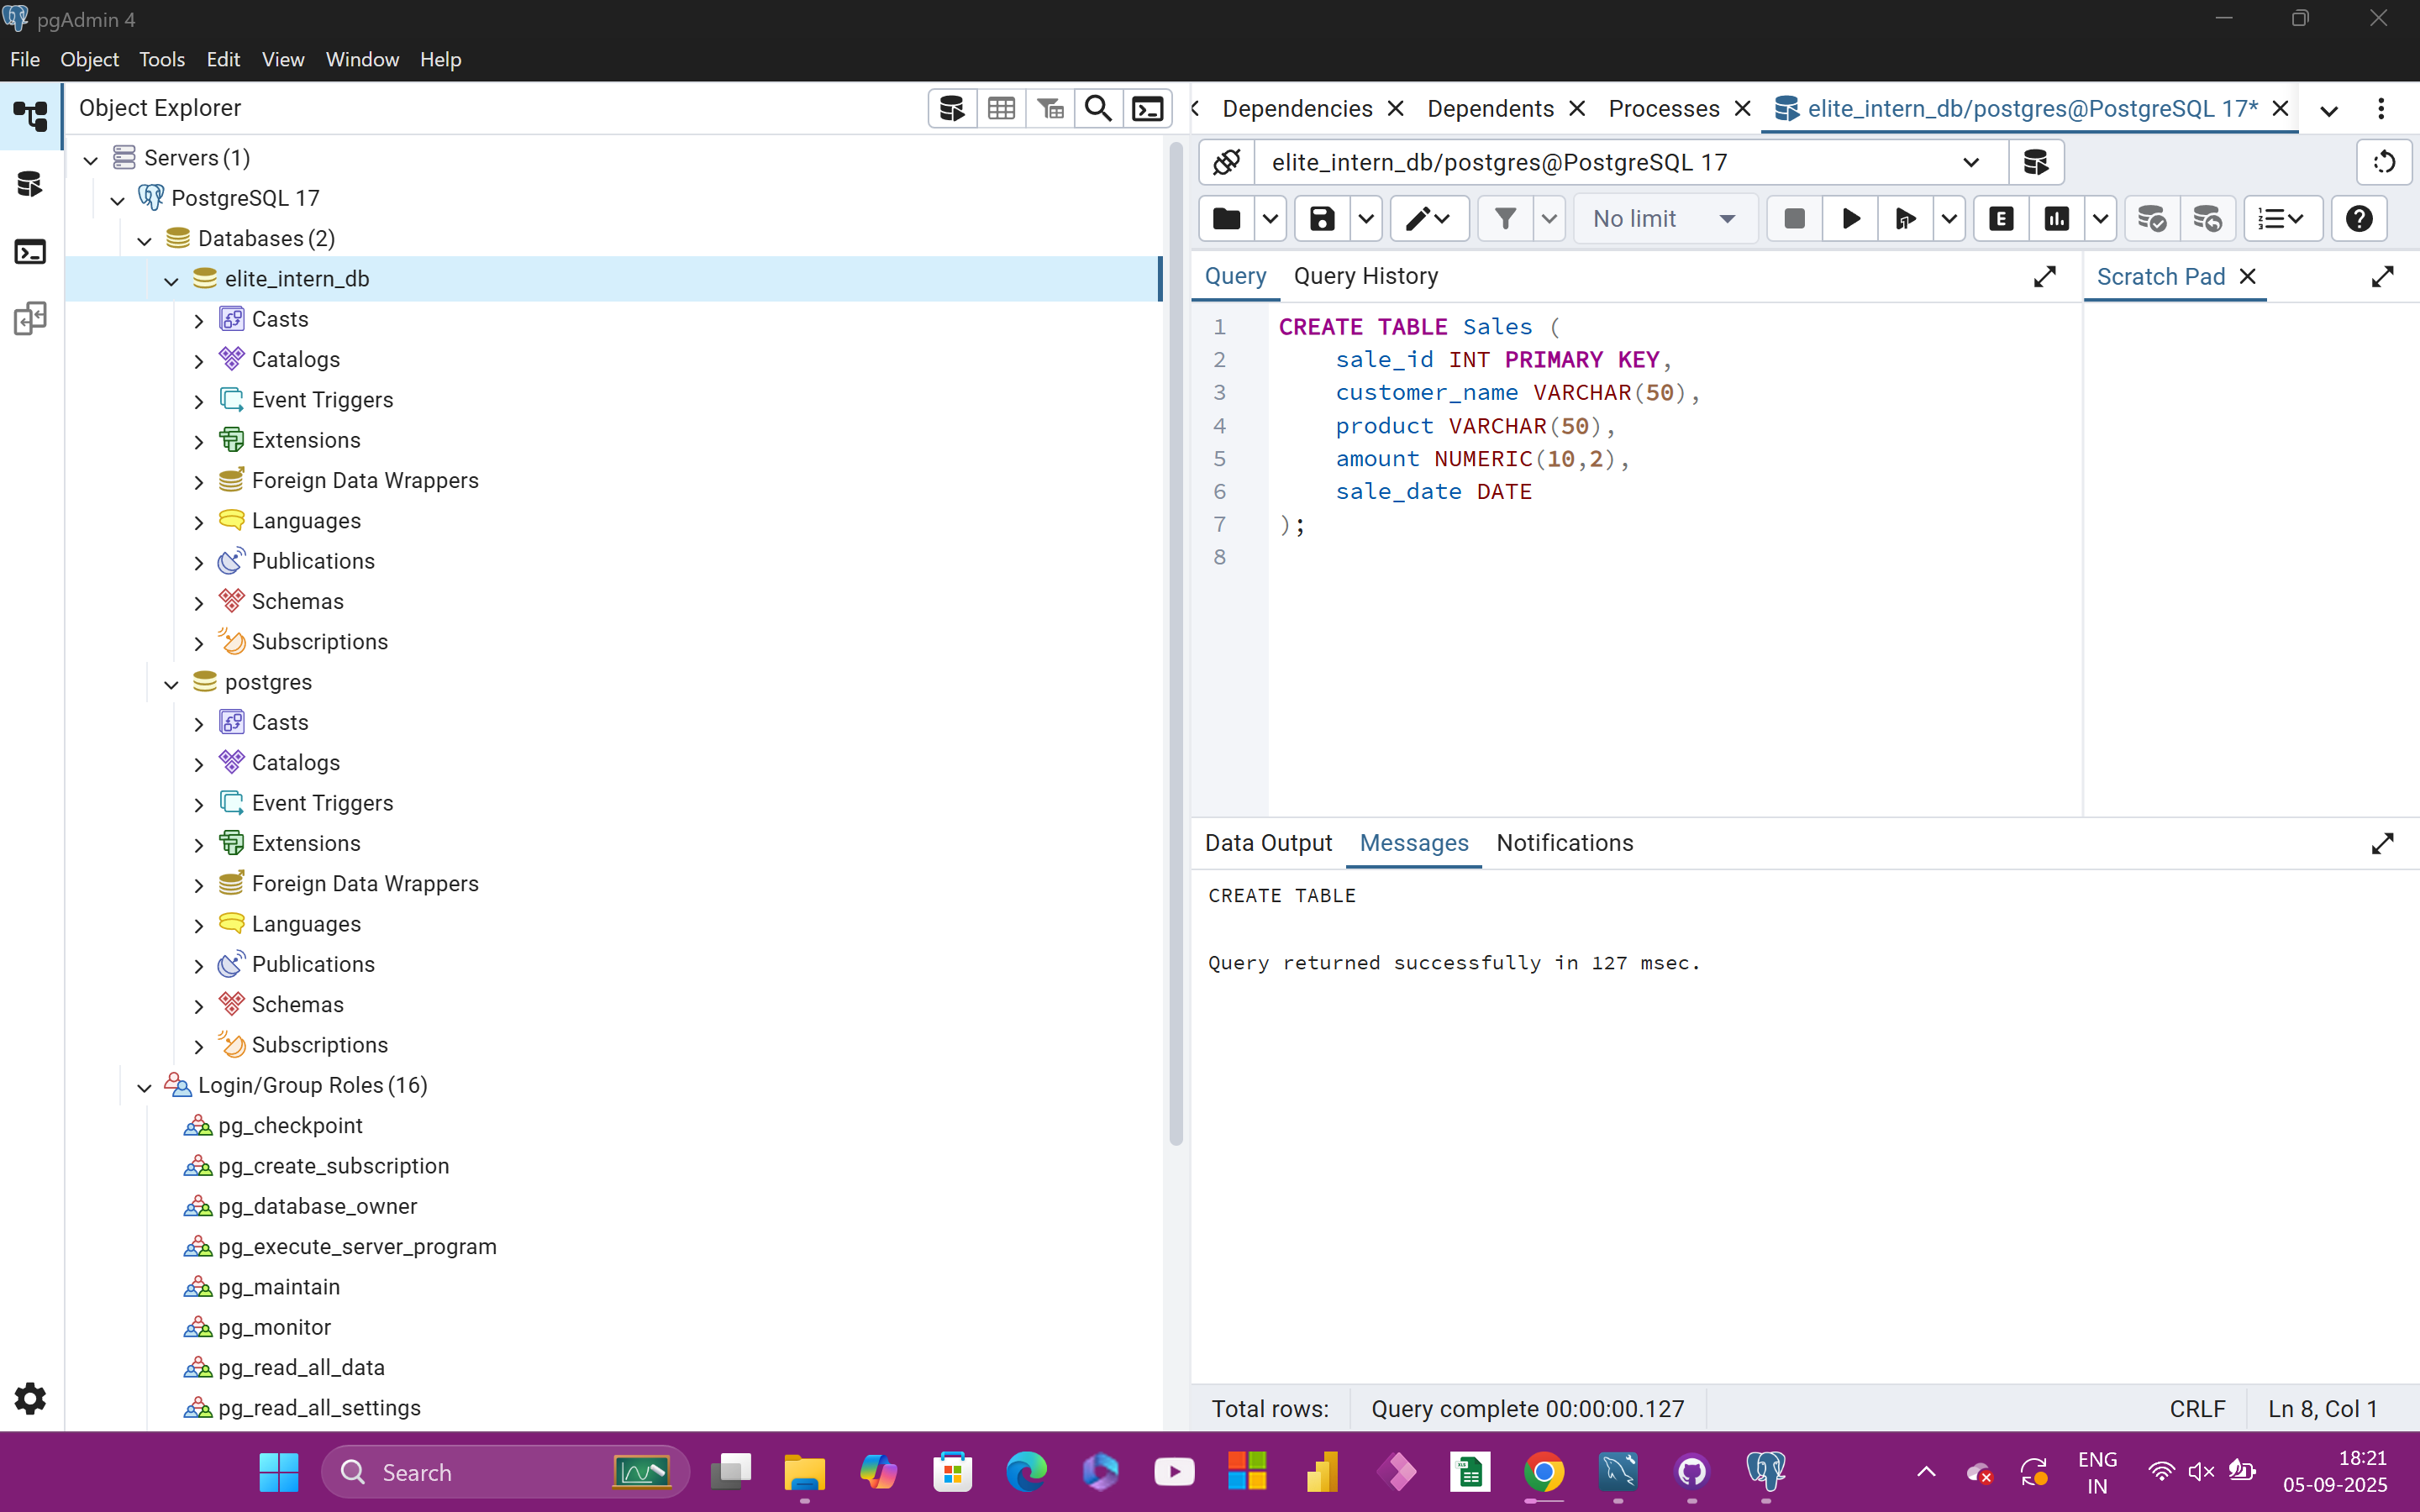 pgAdmin 4
File Object Tools Edit View Window Help
Object Explorer
Servers (1)
PostgreSQL 17
Databases (2)
elite_intern_db
Casts
Catalogs
Event Triggers
Extensions
Foreign Data Wrappers
Languages
Publications
Schemas
Subscriptions
postgres
Casts
Catalogs
Event Triggers
Extensions
Foreign Data Wrappers
Languages
Publications
Schemas
Subscriptions
Login/Group Roles (16)
pg_checkpoint
pg_create_subscription
pg_database_owner
pg_execute_server_program
pg_maintain
pg_monitor
pg_read_all_data
pg_read_all_settings
Dependencies Dependents Processes elite_intern_db/postgres@PostgreSQL 17*
elite_intern_db/postgres@PostgreSQL 17
No limit
E
Query Query History
Scratch Pad
1 CREATE TABLE Sales (
2 sale_id INT PRIMARY KEY,
3 customer_name VARCHAR(50),
4 product VARCHAR(50),
5 amount NUMERIC(10,2),
6 sale_date DATE
7 );
8
Data Output Messages Notifications
CREATE TABLE
Query returned successfully in 127 msec.
Total rows: Query complete 00:00:00.127 CRLF Ln 8, Col 1
Search
ENG
IN
18:21
05-09-2025